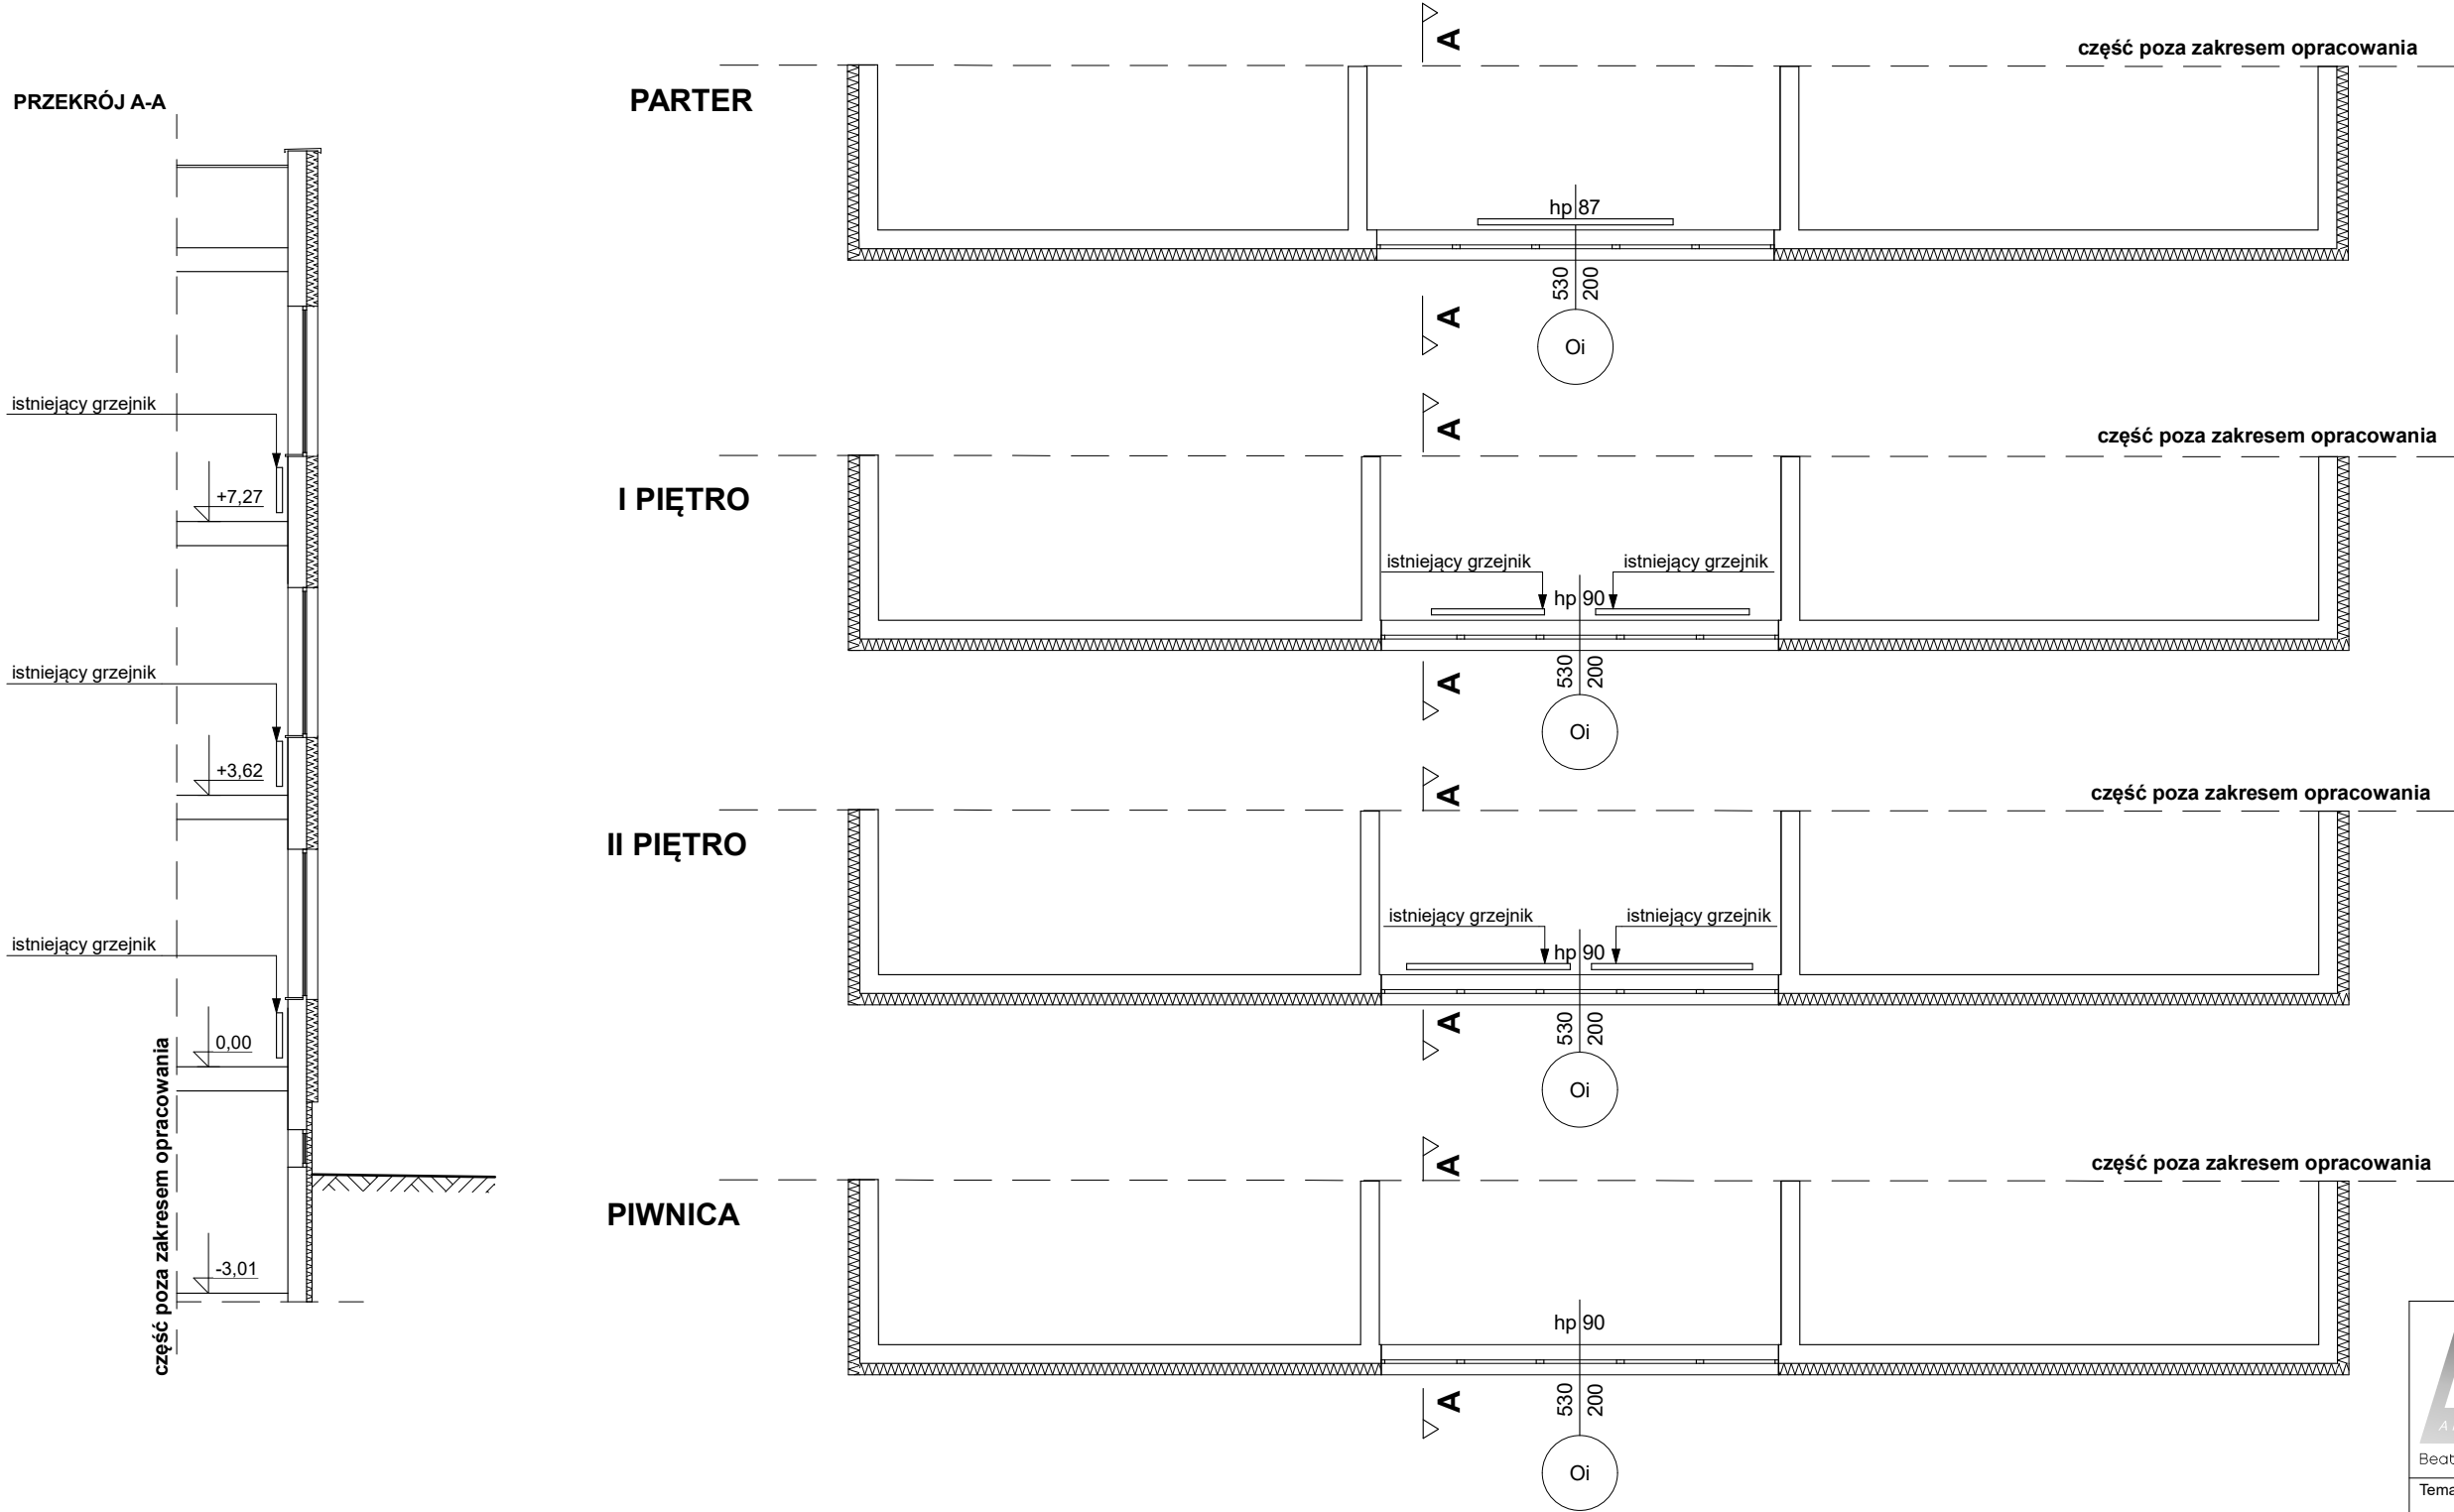 PRZEKRÓJ A-A
istniejący grzejnik
+7,27
istniejący grzejnik
+3,62
istniejący grzejnik
0,00
-3,01
część poza zakresem opracowania
PARTER
A
część poza zakresem opracowania
hp 87
530
200
A
Oi
I PIĘTRO
A
część poza zakresem opracowania
istniejący grzejnik
istniejący grzejnik
hp 90
530
200
A
Oi
II PIĘTRO
A
część poza zakresem opracowania
istniejący grzejnik
istniejący grzejnik
hp 90
530
200
A
Oi
PIWNICA
A
część poza zakresem opracowania
hp 90
530
200
A
Oi